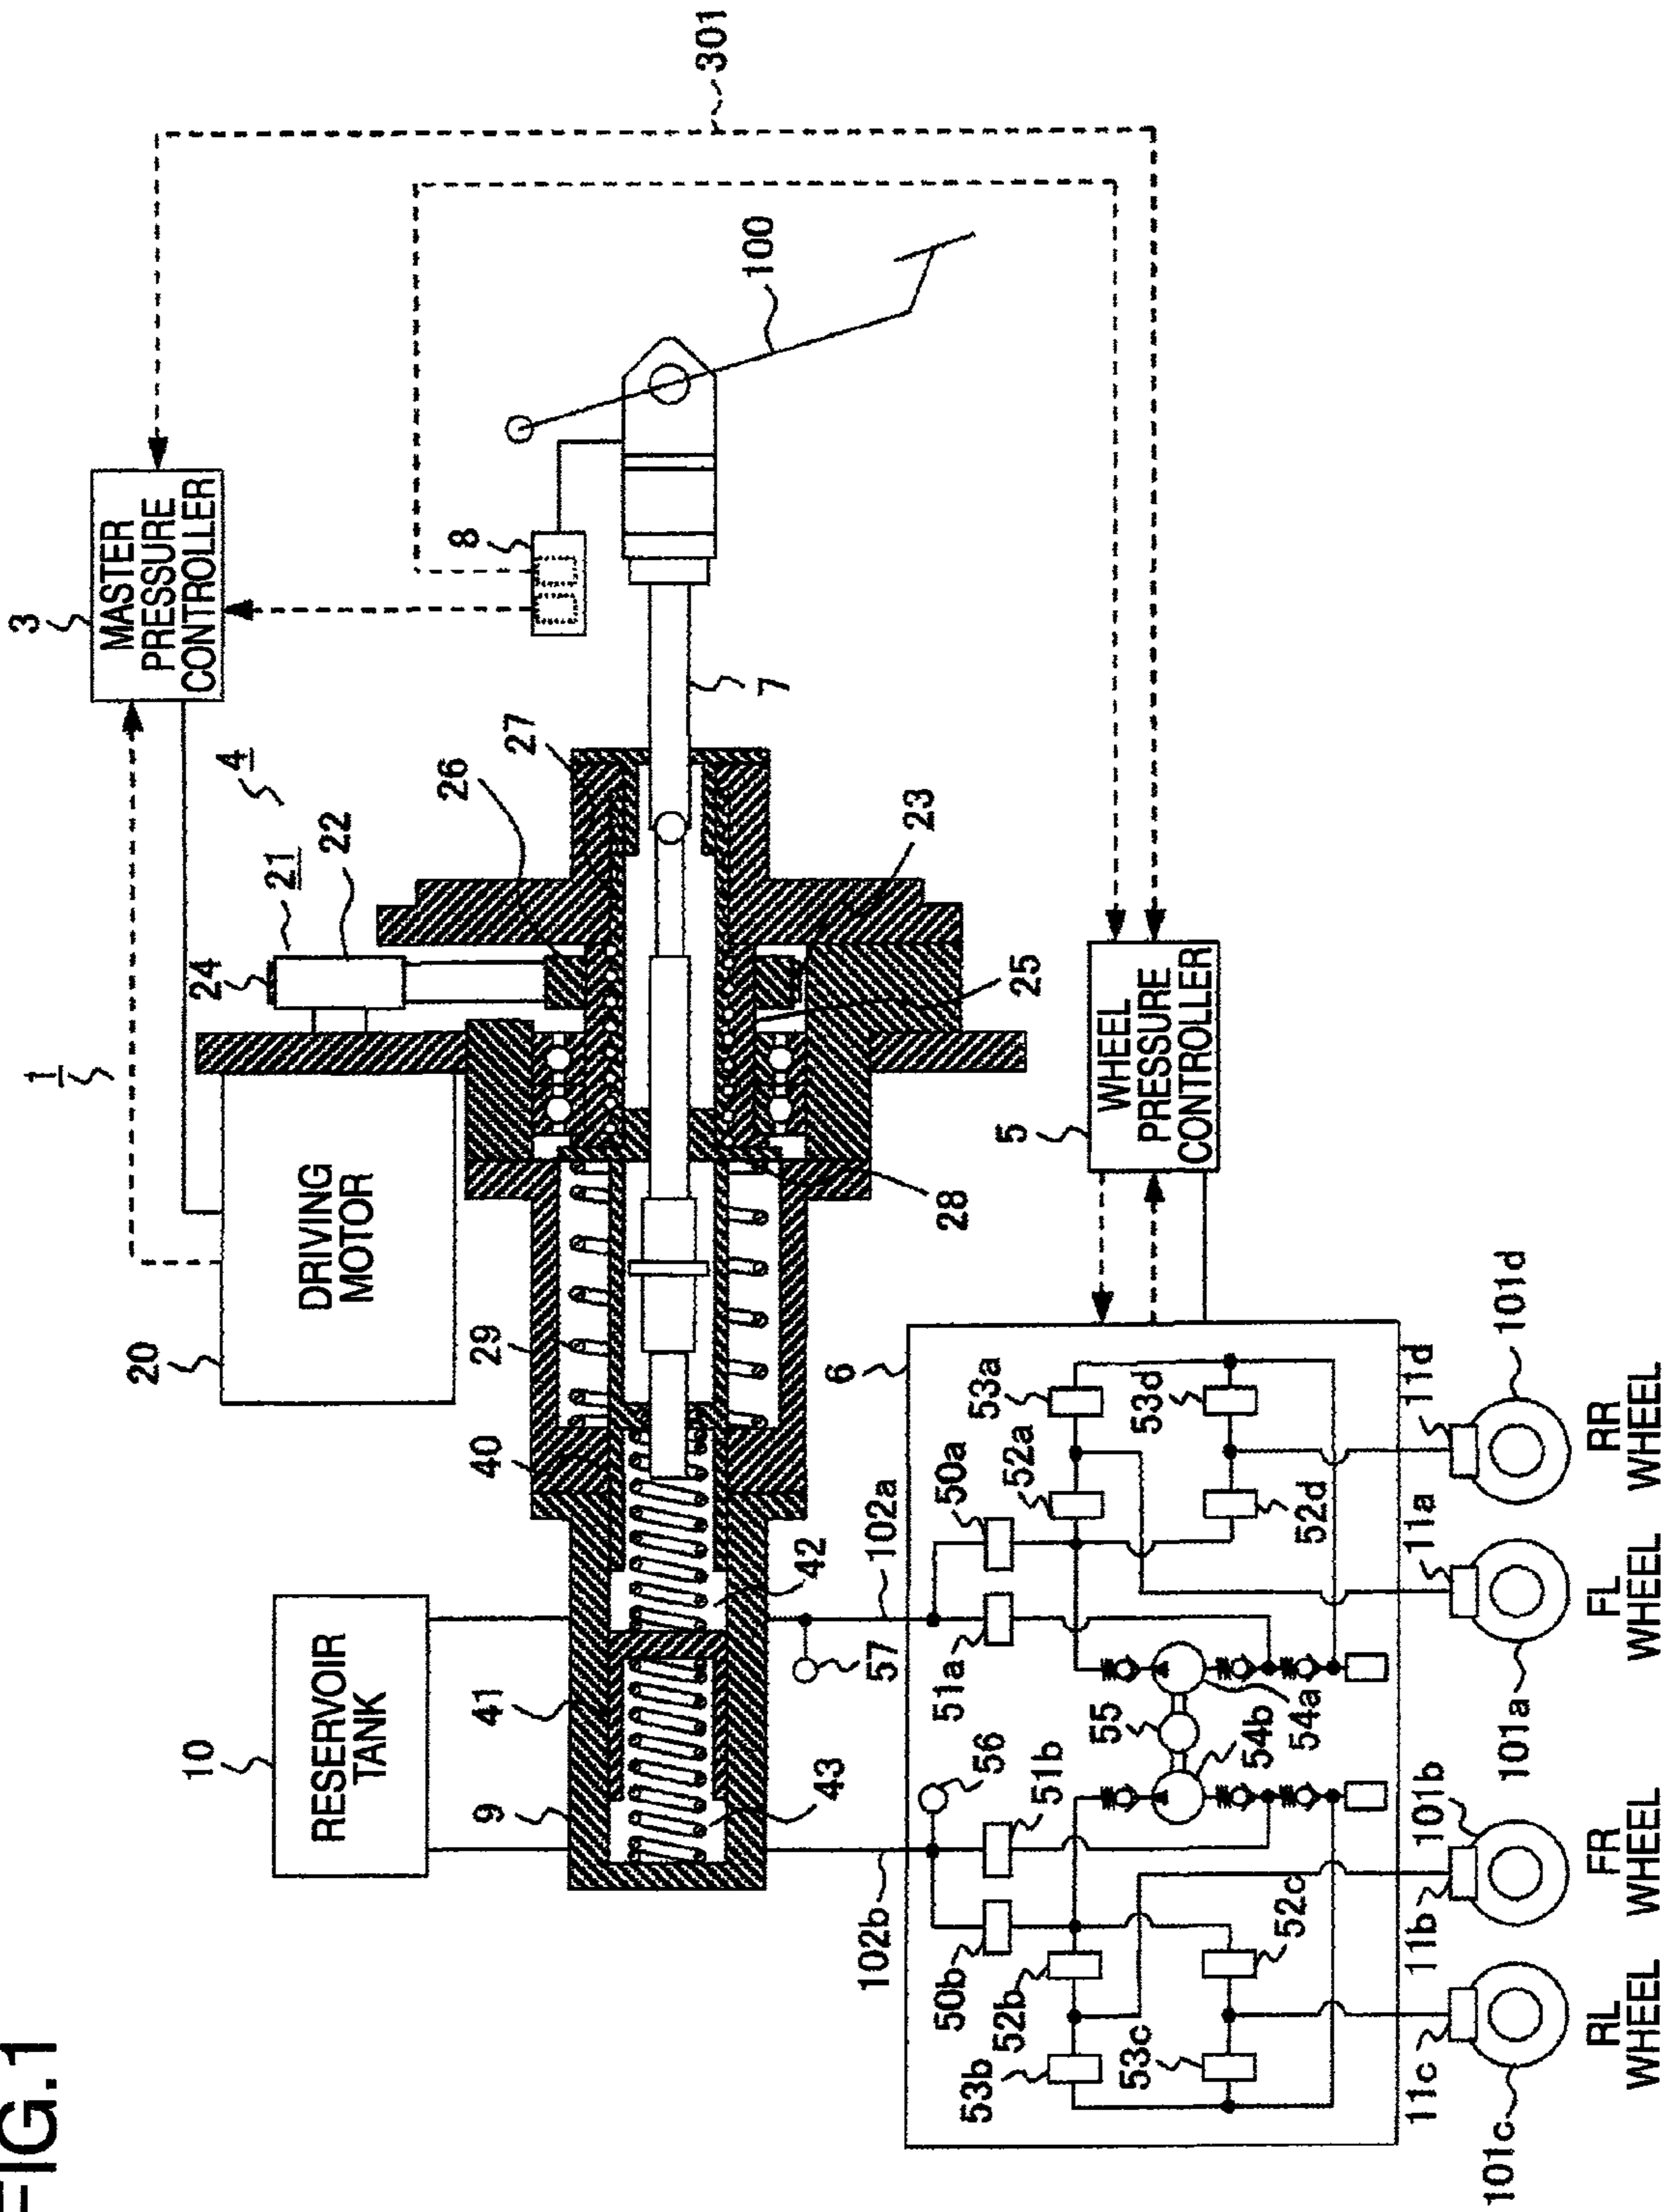 FIG.1
1
3
MASTER
PRESSURE
CONTROLLER
301
4
21
24
22
20
DRIVING
MOTOR
26
27
8
100
7
10
RESERVOIR
TANK
9
41
40
29
23
25
28
43
42
57
102b
102a
5
WHEEL
PRESSURE
CONTROLLER
6
56
50b
51b
51a
50a
52b
53b
53c
52c
55
54b
54a
52a
53a
53d
52d
11c
11b
11a
11d
101c
101b
101a
101d
RL
WHEEL
FR
WHEEL
FL
WHEEL
RR
WHEEL